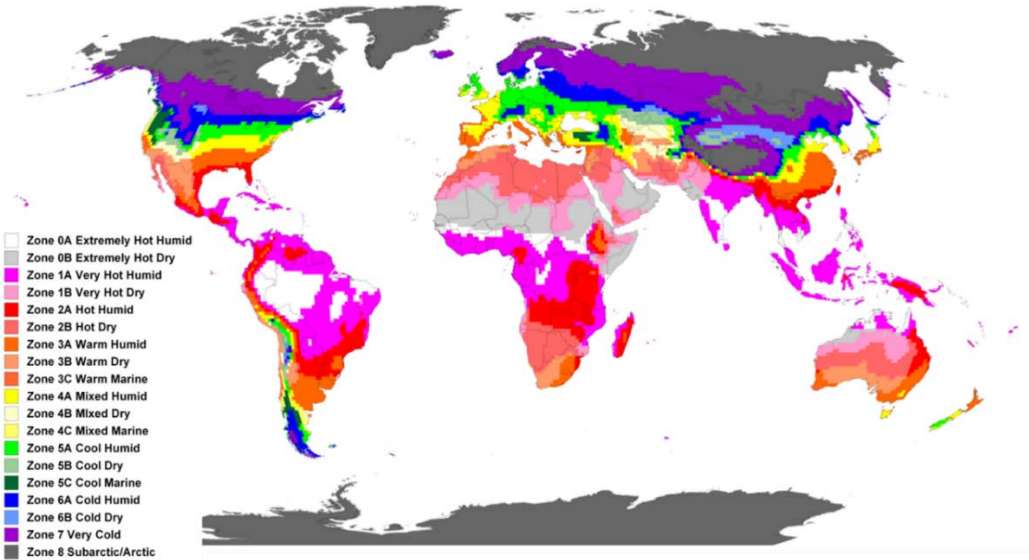 Zone 0A Extremely Hot Humid
Zone 0B Extremely Hot Dry
Zone 1A Very Hot Humid
Zone 1B Very Hot Dry
Zone 2A Hot Humid
Zone 2B Hot Dry
Zone 3A Warm Humid
Zone 3B Warm Dry
Zone 3C Warm Marine
Zone 4A Mixed Humid
Zone 4B MIxed Dry
Zone 4C Mixed Marine
Zone 5A Cool Humid
Zone 5B Cool Dry
Zone 5C Cool Marine
Zone 6A Cold Humid
Zone 6B Cold Dry
Zone 7 Very Cold
Zone 8 Subarctic/Arctic